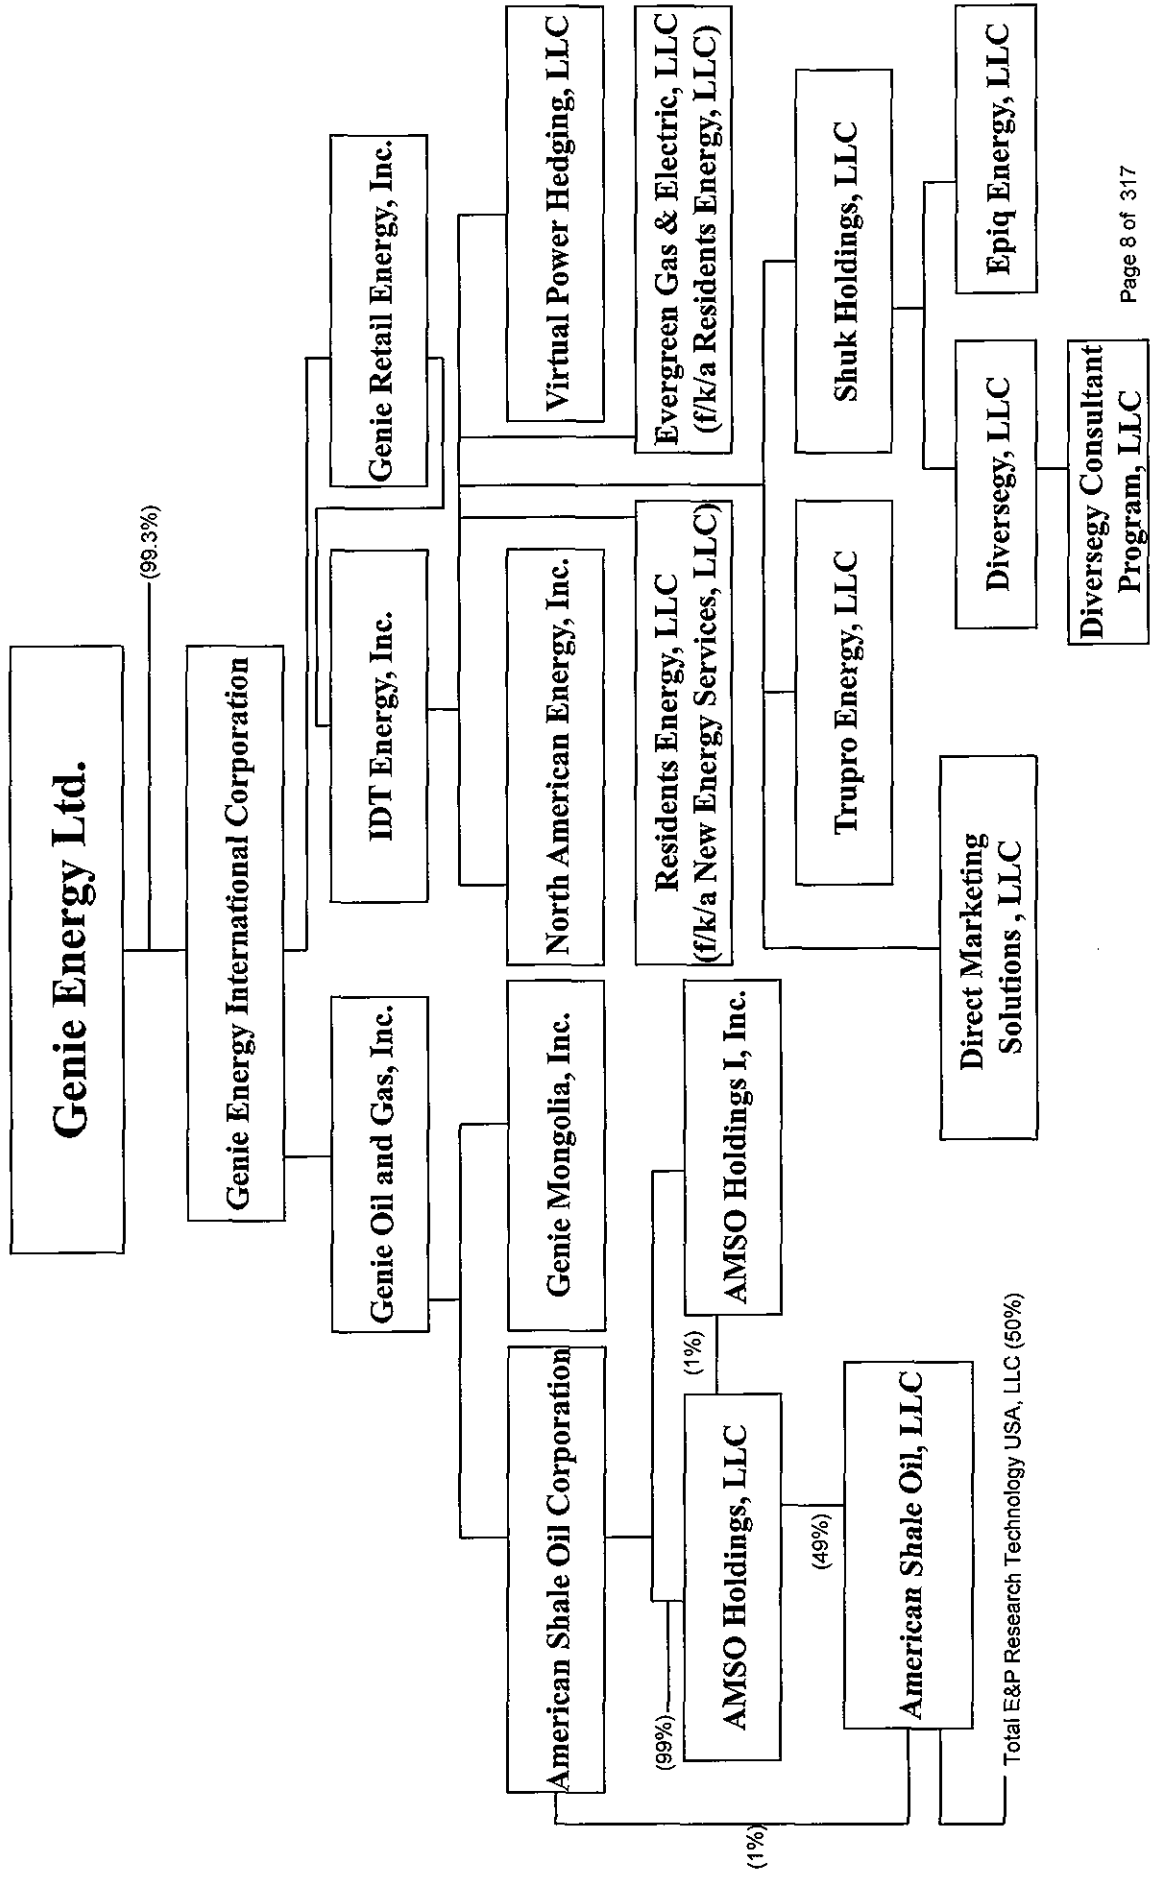 Genie Energy Ltd.
(99.3%)
Genie Energy International Corporation
Genie Oil and Gas, Inc.
IDT Energy, Inc.
Genie Retail Energy, Inc.
American Shale Oil Corporation
Genie Mongolia, Inc.
North American Energy, Inc.
Virtual Power Hedging, LLC
Residents Energy, LLC
(f/k/a New Energy Services, LLC)
Evergreen Gas & Electric, LLC
(f/k/a Residents Energy, LLC)
(99%)
AMSO Holdings, LLC
(1%)
AMSO Holdings I, Inc.
Trupro Energy, LLC
Shuk Holdings, LLC
(1%)
(49%)
American Shale Oil, LLC
Direct Marketing
Solutions , LLC
Diversegy, LLC
Epiq Energy, LLC
Total E&P Research Technology USA, LLC (50%)
Diversegy Consultant
Program, LLC
Page 8 of 317